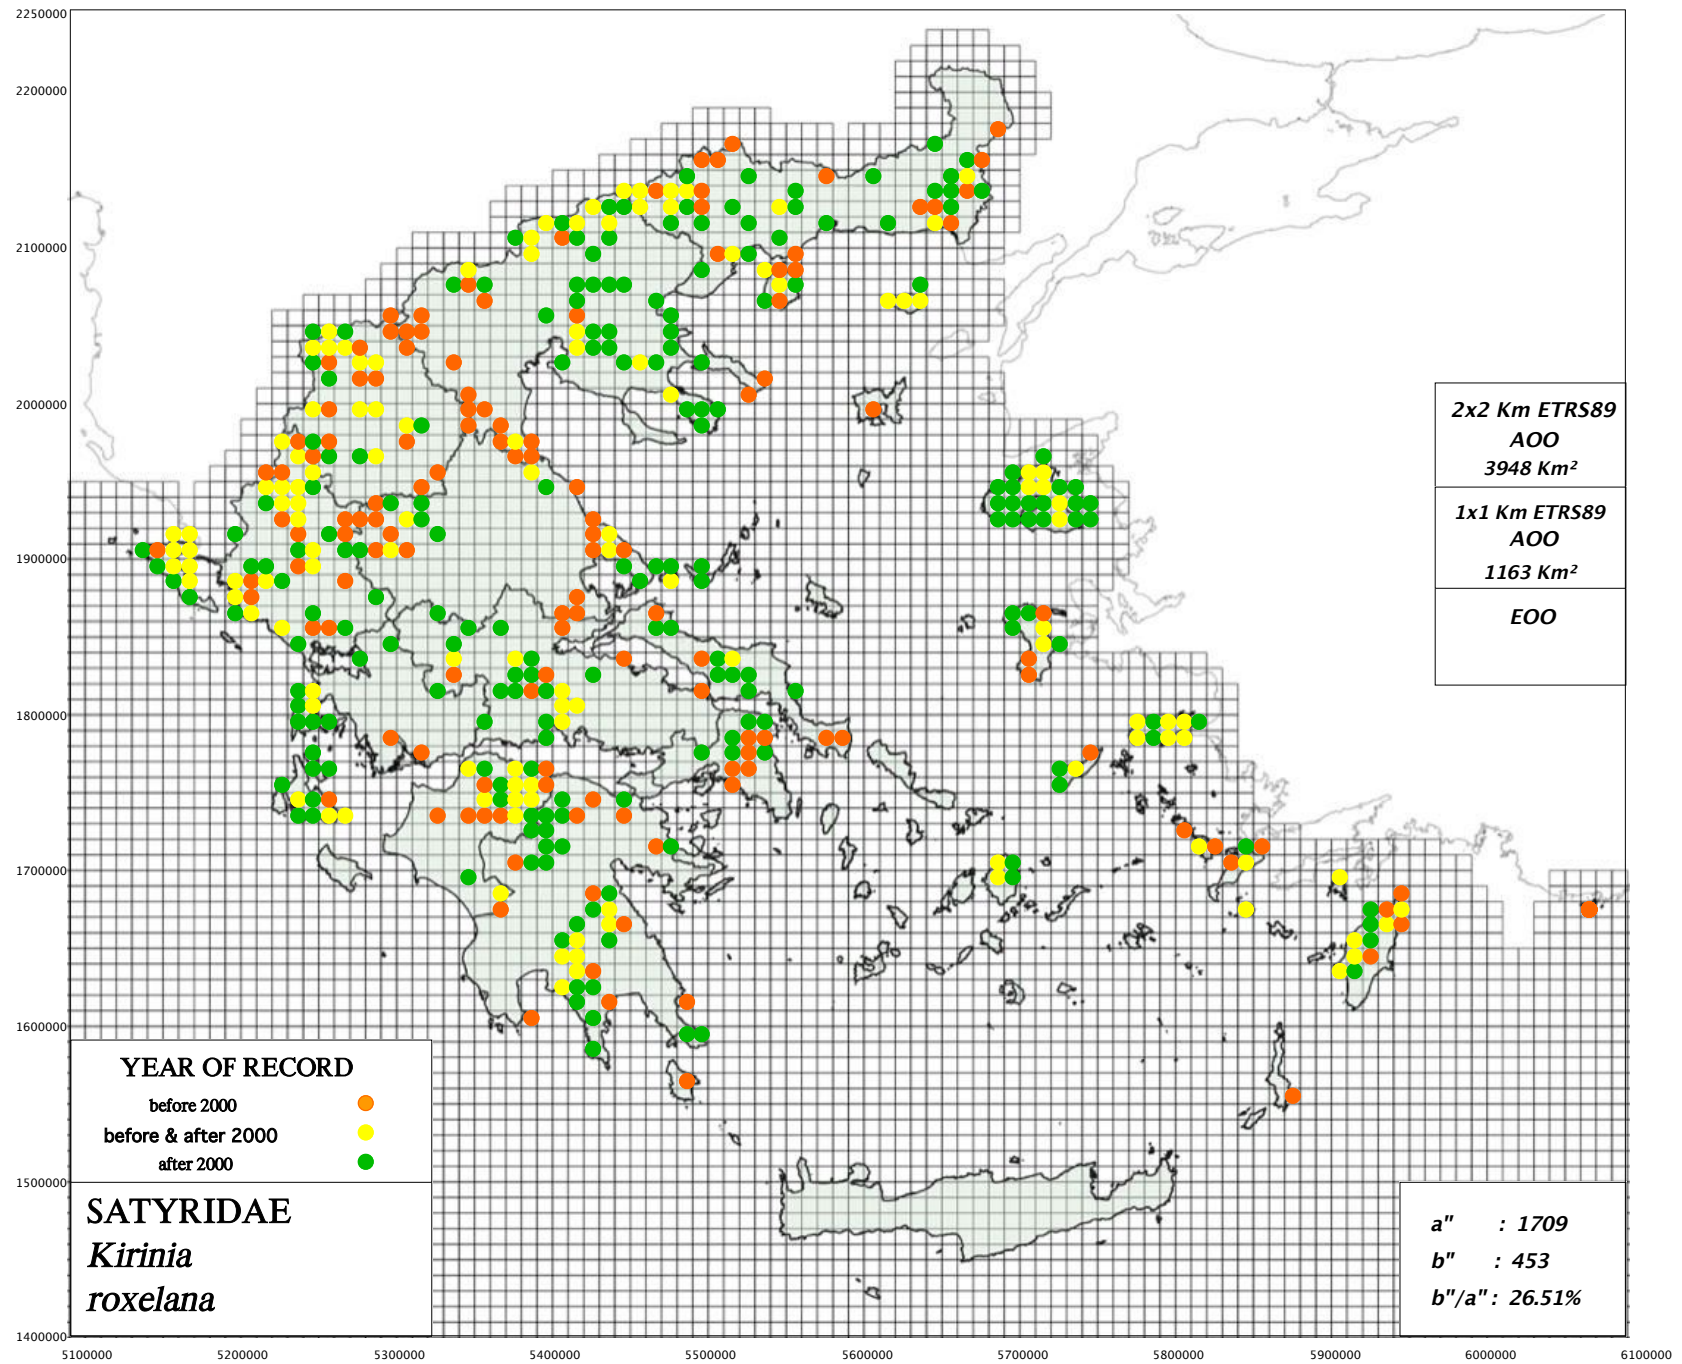 2250000
2200000
2100000
2000000
1900000
1800000
1700000
1600000
1500000
1400000
2x2 Km ETRS89
AOO
3948 Km²
1x1 Km ETRS89
AOO
1163 Km²
EOO
YEAR OF RECORD
before 2000
before & after 2000
after 2000
SATYRIDAE
Kirinia
roxelana
a" : 1709
b" : 453
b"/a" : 26.51%
5100000 5200000 5300000 5400000 5500000 5600000 5700000 5800000 5900000 6000000 6100000